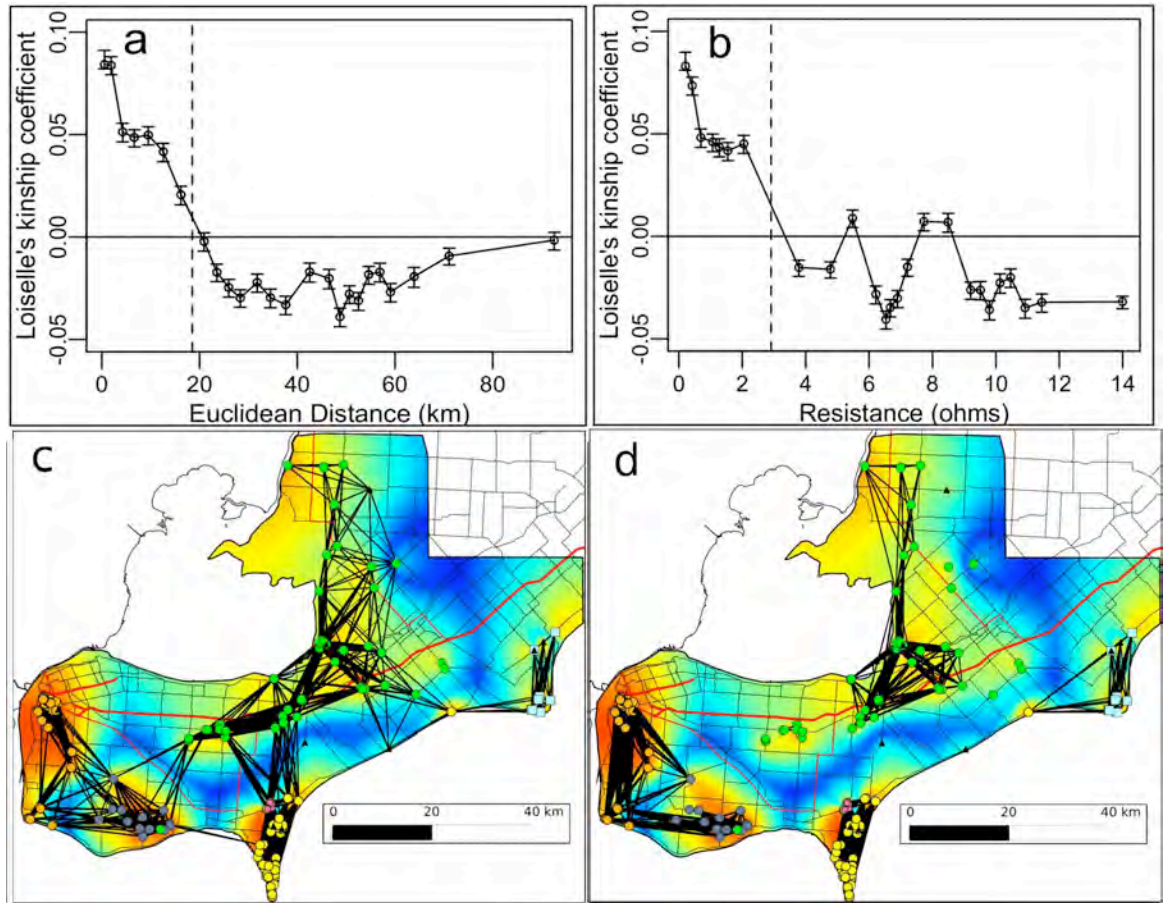 a
Loiselle's kinship coefficient
0.10
0.05
0.00
-0.05
0 20 40 60 80
Euclidean Distance (km)
b
Loiselle's kinship coefficient
0.10
0.05
0.00
-0.05
0 2 4 6 8 10 12 14
Resistance (ohms)
c
0 20 40 km
d
0 20 40 km